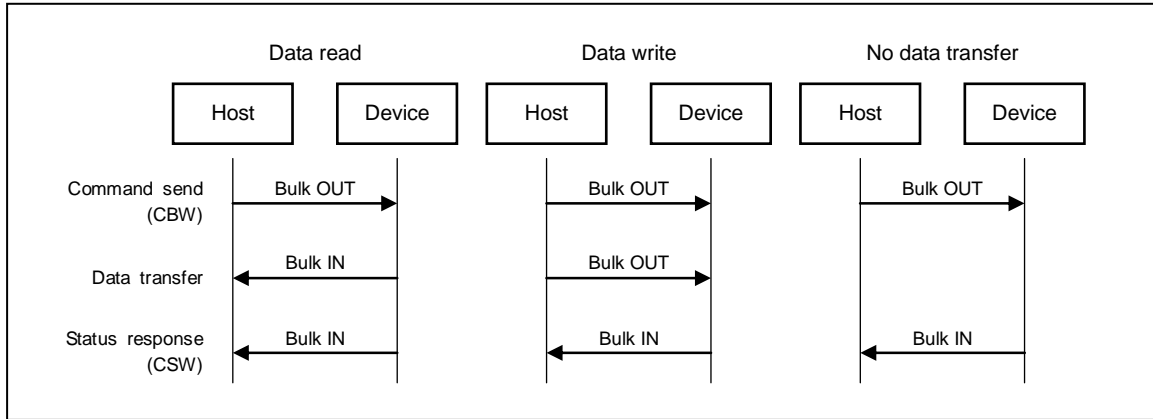 Data read
Data write
No data transfer
Host
Device
Host
Device
Host
Device
Command send
(CBW)
Bulk OUT
Bulk OUT
Bulk OUT
Data transfer
Bulk IN
Bulk OUT
Status response
(CSW)
Bulk IN
Bulk IN
Bulk IN